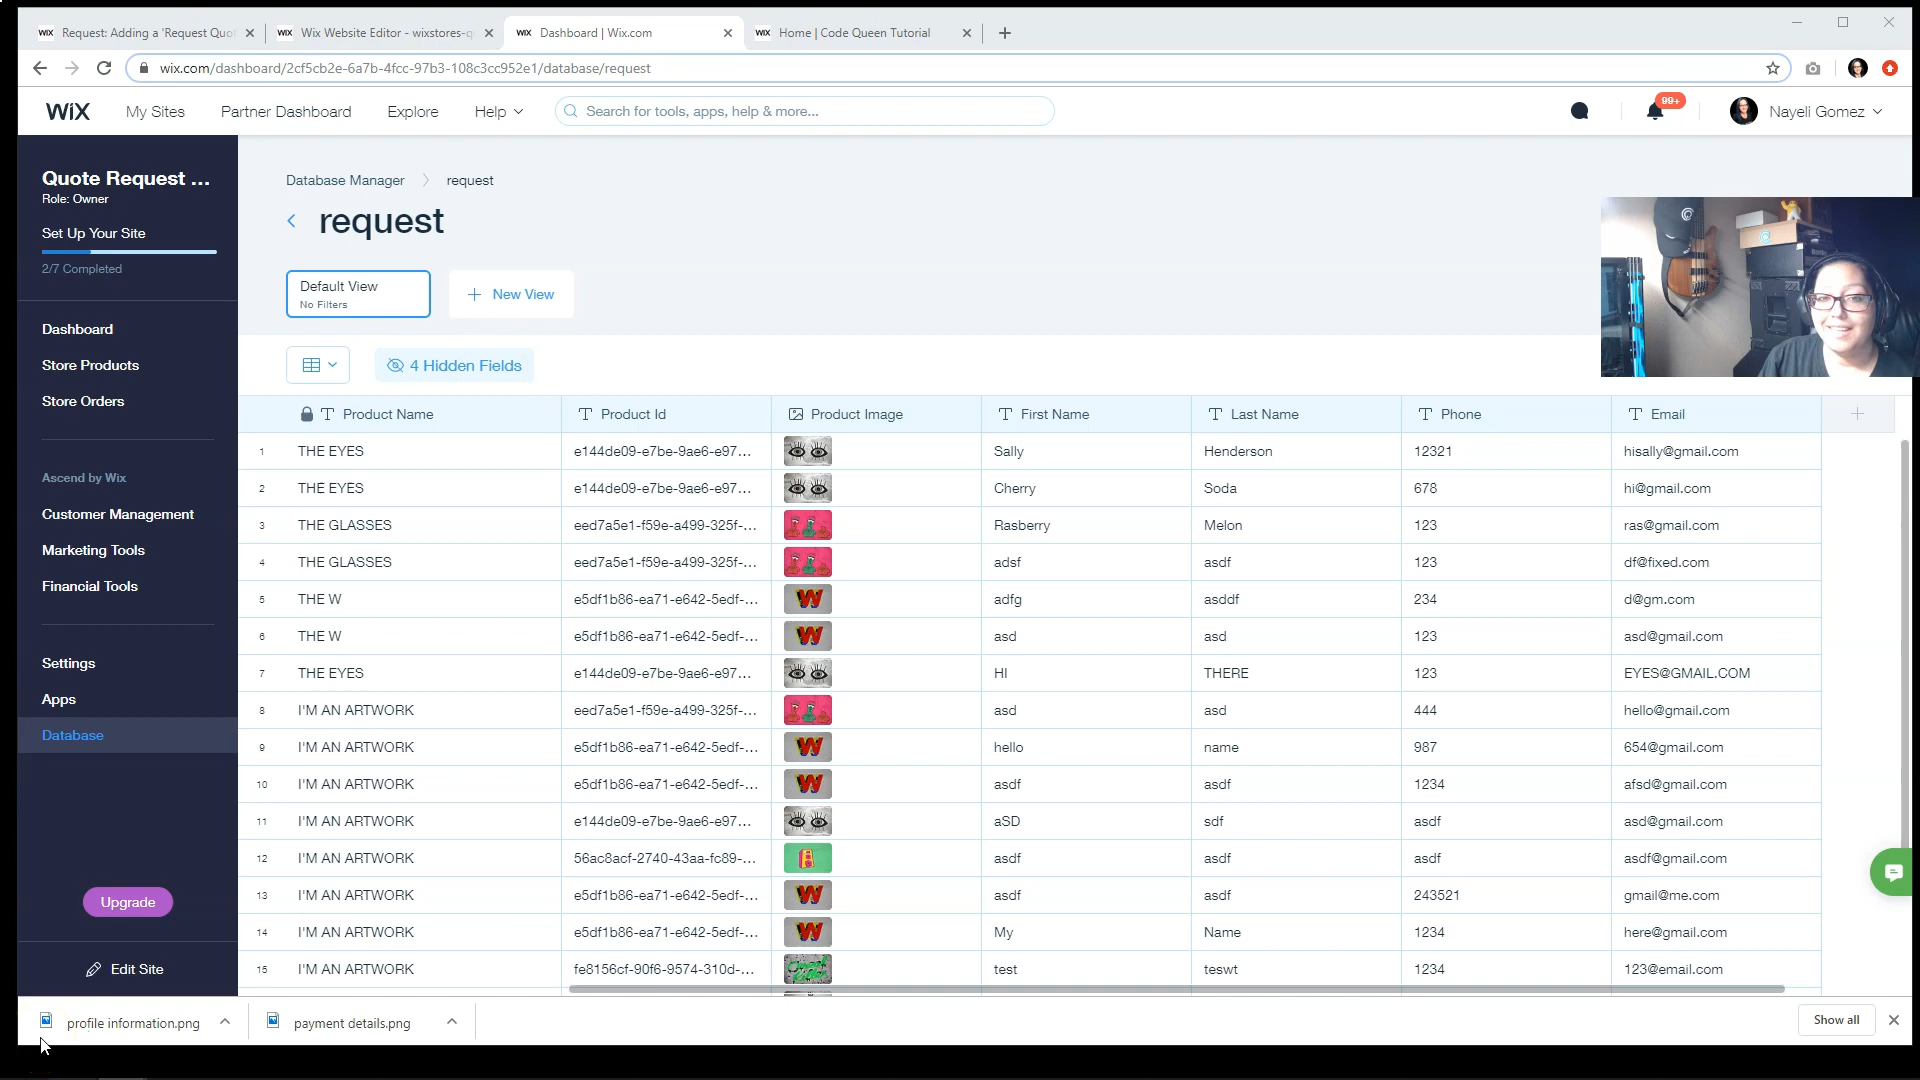 WIX Request: Adding a 'Request Quo
WIX Wix Website Editor - wixstores-q
WIX Dashboard | Wix.com
WIX Home | Code Queen Tutorial
wix.com/dashboard/2cf5cb2e-6a7b-4fcc-97b3-108c3cc952e1/database/request
WiX My Sites Partner Dashboard Explore Help Search for tools, apps, help & more... 99+ Nayeli Gomez
Quote Request ...
Role: Owner
Set Up Your Site
2/7 Completed
Dashboard
Store Products
Store Orders
Ascend by Wix
Customer Management
Marketing Tools
Financial Tools
Settings
Apps
Database
Upgrade
Edit Site
Database Manager > request
request
Default View
No Filters
+ New View
4 Hidden Fields
Product Name Product Id Product Image First Name Last Name Phone Email
1 THE EYES e144de09-e7be-9ae6-e97... Sally Henderson 12321 hisally@gmail.com
2 THE EYES e144de09-e7be-9ae6-e97... Cherry Soda 678 hi@gmail.com
3 THE GLASSES eed7a5e1-f59e-a499-325f-... Rasberry Melon 123 ras@gmail.com
4 THE GLASSES eed7a5e1-f59e-a499-325f-... adsf asdf 123 df@fixed.com
5 THE W e5df1b86-ea71-e642-5edf-... W adfg asddf 234 d@gm.com
6 THE W e5df1b86-ea71-e642-5edf-... W asd asd 123 asd@gmail.com
7 THE EYES e144de09-e7be-9ae6-e97... HI THERE 123 EYES@GMAIL.COM
8 I'M AN ARTWORK eed7a5e1-f59e-a499-325f-... asd asd 444 hello@gmail.com
9 I'M AN ARTWORK e5df1b86-ea71-e642-5edf-... W hello name 987 654@gmail.com
10 I'M AN ARTWORK e5df1b86-ea71-e642-5edf-... W asdf asdf 1234 afsd@gmail.com
11 I'M AN ARTWORK e144de09-e7be-9ae6-e97... aSD sdf asdf asd@gmail.com
12 I'M AN ARTWORK 56ac8acf-2740-43aa-fc89-... asdf asdf asdf asdf@gmail.com
13 I'M AN ARTWORK e5df1b86-ea71-e642-5edf-... W asdf asdf 243521 gmail@me.com
14 I'M AN ARTWORK e5df1b86-ea71-e642-5edf-... W My Name 1234 here@gmail.com
15 I'M AN ARTWORK fe8156cf-90f6-9574-310d-... test teswt 1234 123@email.com
profile information.png payment details.png Show all